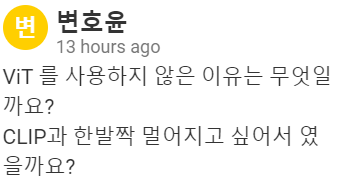 변
변호윤
13 hours ago
ViT 를 사용하지 않은 이유는 무엇일
까요?
CLIP과 한발짝 멀어지고 싶어서 였
을까요?